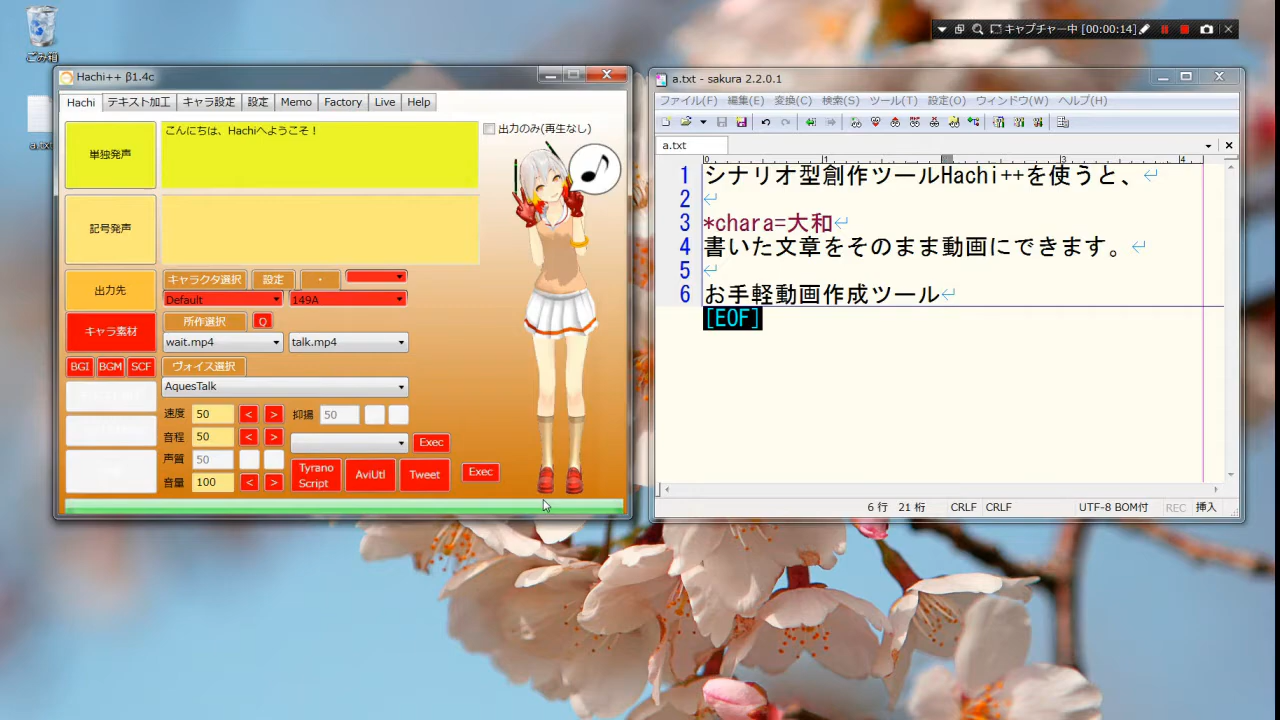 ごみ箱
キャプチャー中 [00:00:14]
Hachi++ β1.4c
Hachi テキスト加工 キャラ設定 設定 Memo Factory Live Help
単独発声
こんにちは、Hachiへようこそ！
出力のみ(再生なし)
記号発声
出力先
キャラクタ選択 設定 ・
Default 149A
キャラ素材
所作選択 Q
wait.mp4 talk.mp4
BGI BGM SCF
ヴォイス選択
AquesTalk
速度 50 < > 抑揚 50
音程 50 < > Exec
声質 50
音量 100 < >
Tyrano Script AviUtl Tweet Exec
a.txt - sakura 2.2.0.1
ファイル(F) 編集(E) 変換(C) 検索(S) ツール(T) 設定(O) ウィンドウ(W) ヘルプ(H)
a.txt
0 1 3 4
1 シナリオ型創作ツールHachi++を使うと、
2
3 *chara=大和
4 書いた文章をそのまま動画にできます。
5
6 お手軽動画作成ツール
[EOF]
6 行 21 桁 CRLF CRLF UTF-8 BOM付 REC 挿入